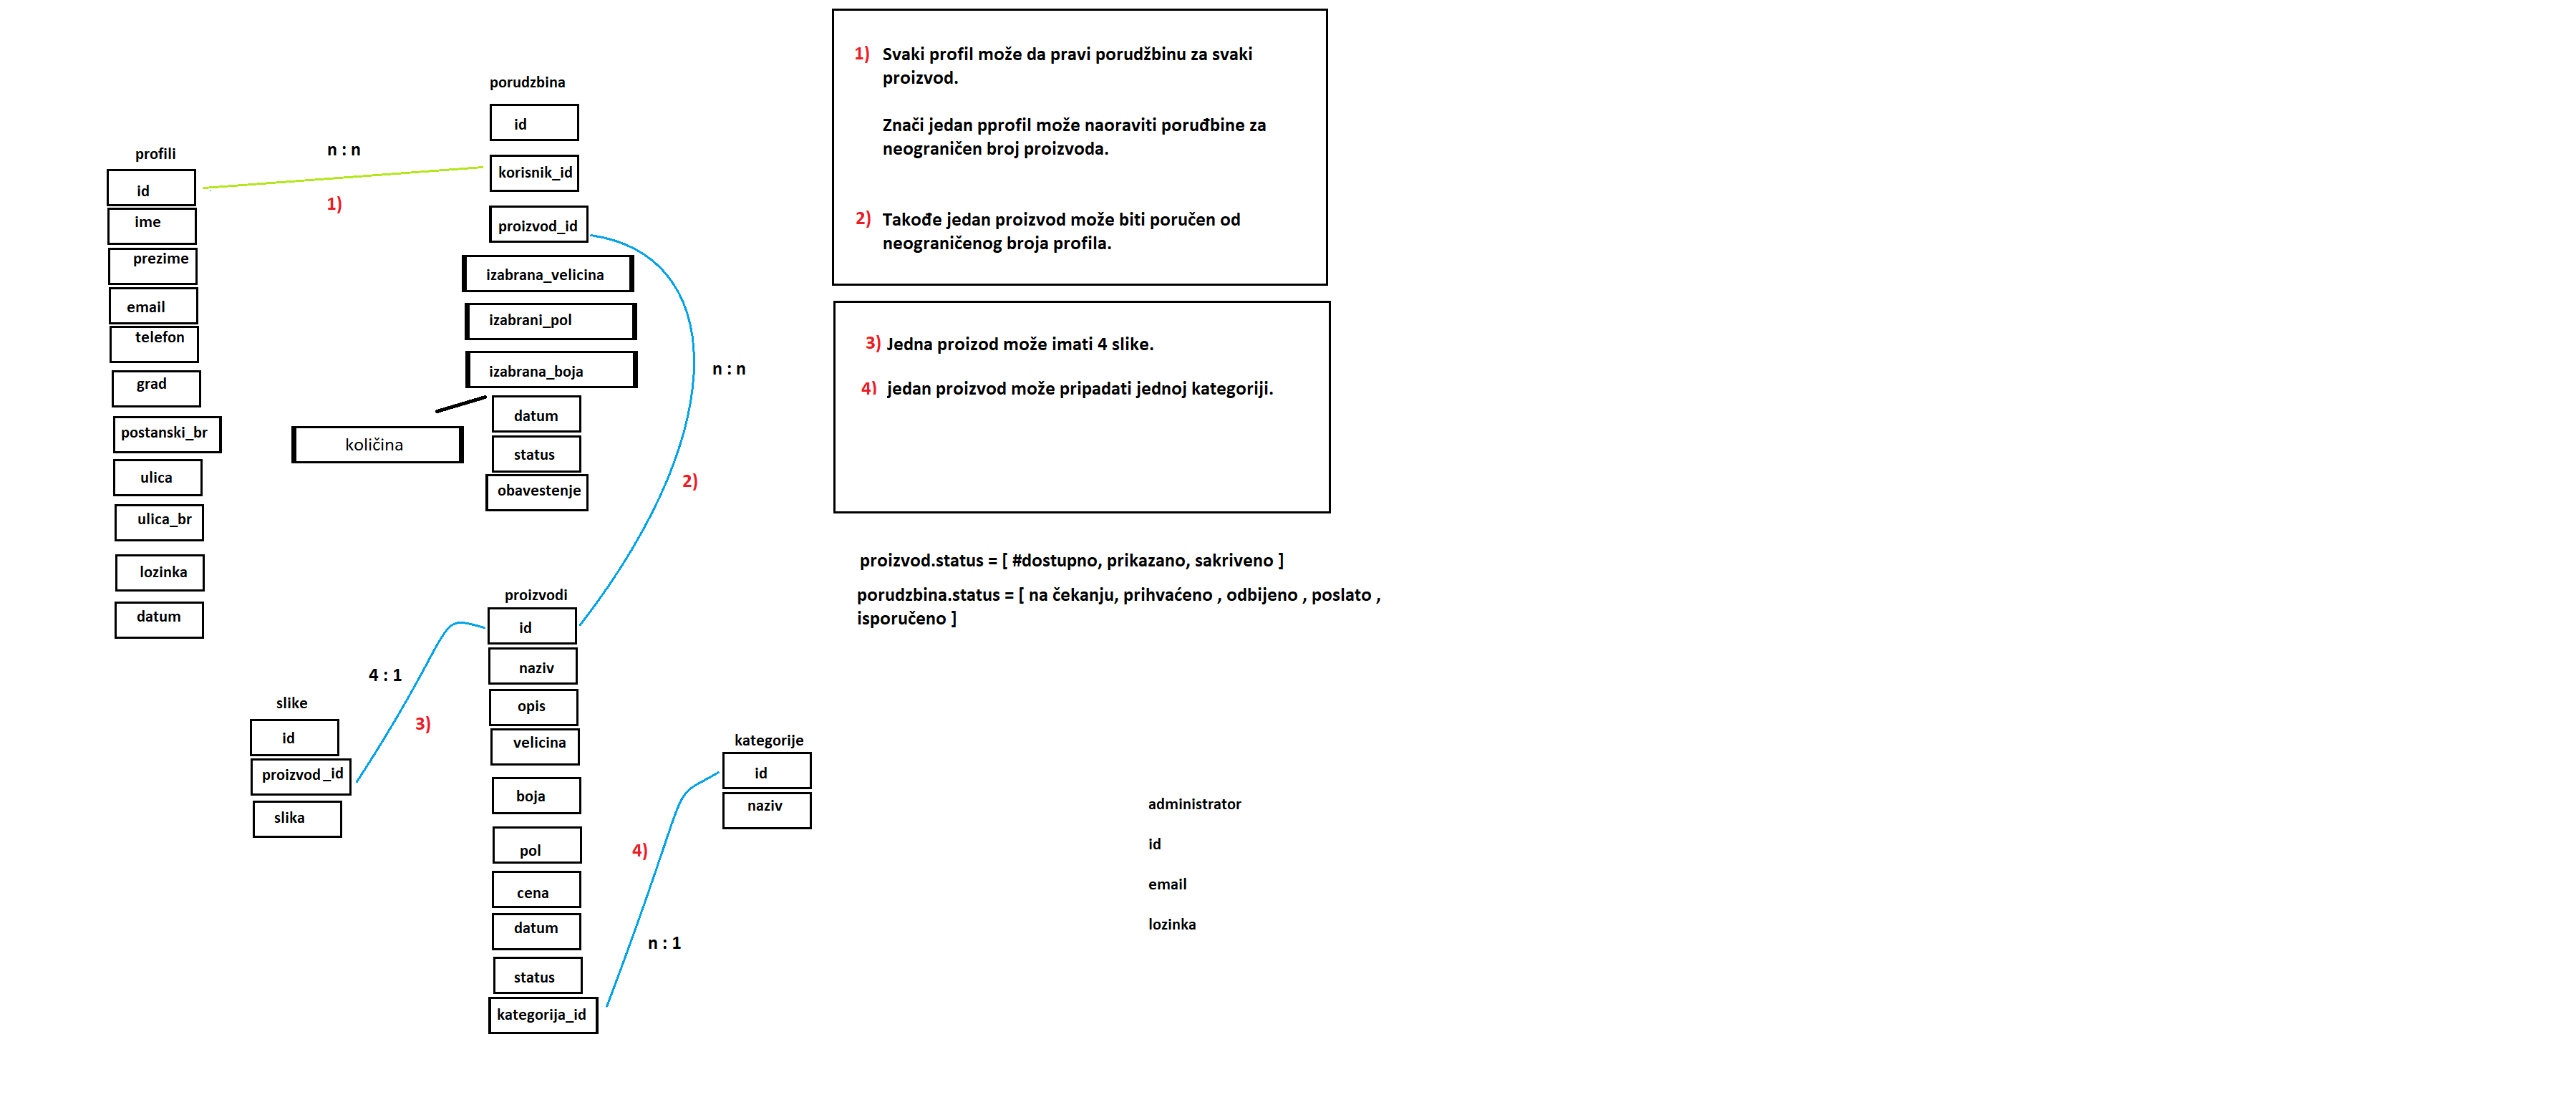 profili
id
ime
prezime
email
telefon
grad
postanski_br
ulica
ulica_br
lozinka
datum
n : n
1)
porudzbina
id
korisnik_id
proizvod_id
izabrana_velicina
izabrani_pol
izabrana_boja
količina
datum
status
obavestenje
n : n
2)
1) Svaki profil može da pravi porudžbinu za svaki
proizvod.
Znači jedan pprofil može naoraviti poruđbine za
neograničen broj proizvoda.
2) Takođe jedan proizvod može biti poručen od
neograničenog broja profila.
3) Jedna proizod može imati 4 slike.
4) jedan proizvod može pripadati jednoj kategoriji.
proizvod.status = [ #dostupno, prikazano, sakriveno ]
porudzbina.status = [ na čekanju, prihvaćeno , odbijeno , poslato ,
isporučeno ]
slike
id
proizvod_id
slika
4 : 1
3)
proizvodi
id
naziv
opis
velicina
boja
pol
cena
datum
status
kategorija_id
4)
n : 1
kategorije
id
naziv
administrator
id
email
lozinka